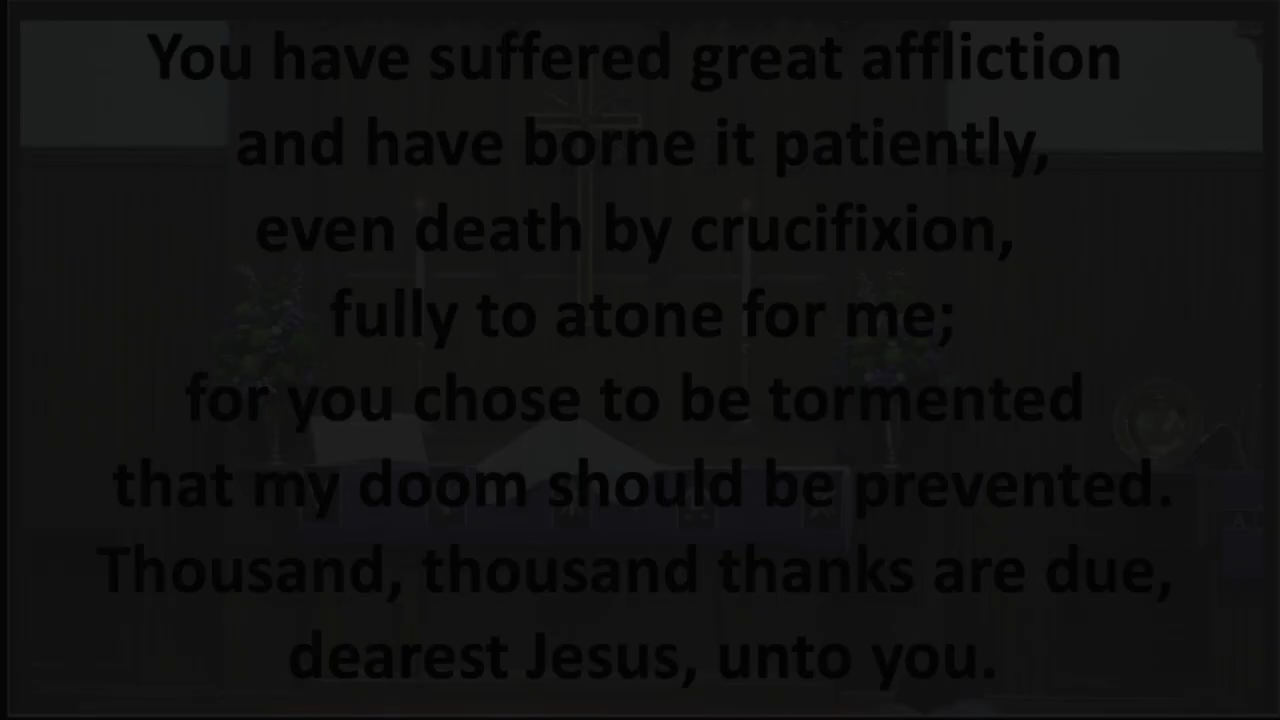 You have suffered great affliction
and have borne it patiently,
even death by crucifixion,
fully to atone for me;
for you chose to be tormented
that my doom should be prevented.
Thousand, thousand thanks are due,
dearest Jesus, unto you.